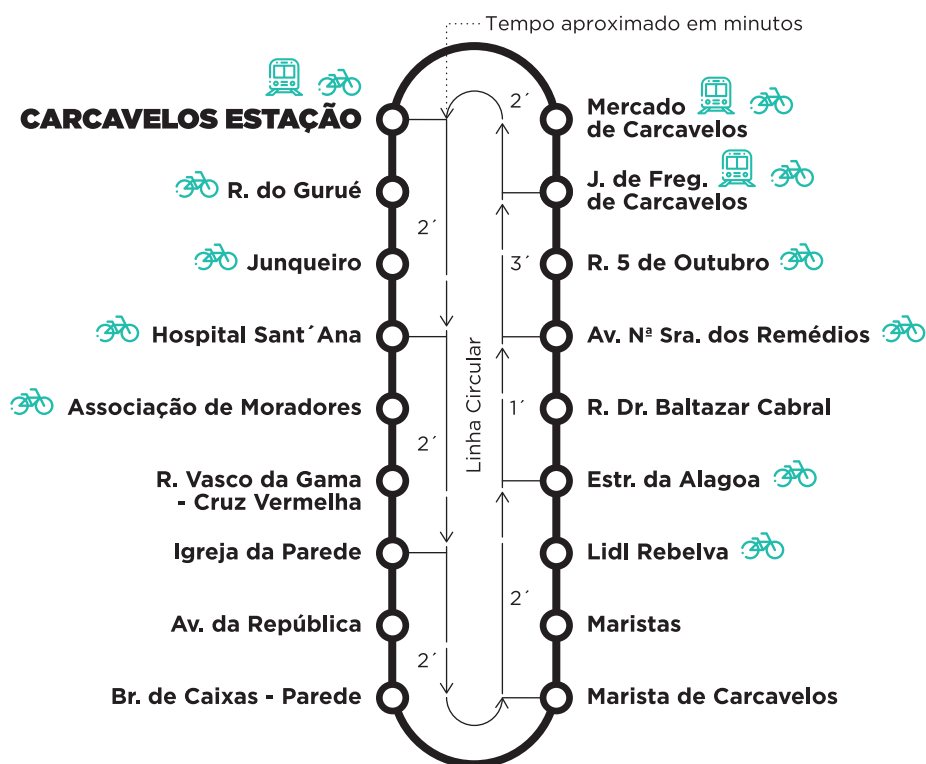 Tempo aproximado em minutos
CARCAVELOS ESTAÇÃO
R. do Gurué
Junqueiro
Hospital Sant´Ana
Associação de Moradores
R. Vasco da Gama
- Cruz Vermelha
Igreja da Parede
Av. da República
Br. de Caixas - Parede
2´
2´
2´
Linha Circular
2´
3´
1´
2´
Mercado
de Carcavelos
J. de Freg.
de Carcavelos
R. 5 de Outubro
Av. Nª Sra. dos Remédios
R. Dr. Baltazar Cabral
Estr. da Alagoa
Lidl Rebelva
Maristas
Marista de Carcavelos